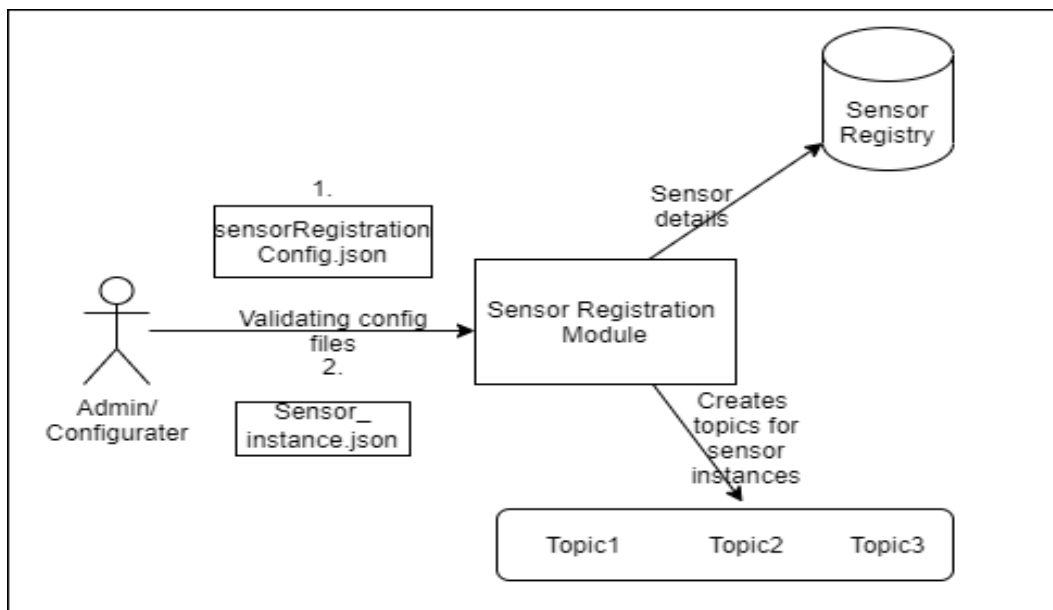 Sensor
Registry
Sensor
details
1.
sensorRegistration
Config.json
Sensor Registration
Module
Validating config
files
2.
Sensor_
instance.json
Admin/
Configurater
Creates
topics for
sensor
instances
Topic1 Topic2 Topic3